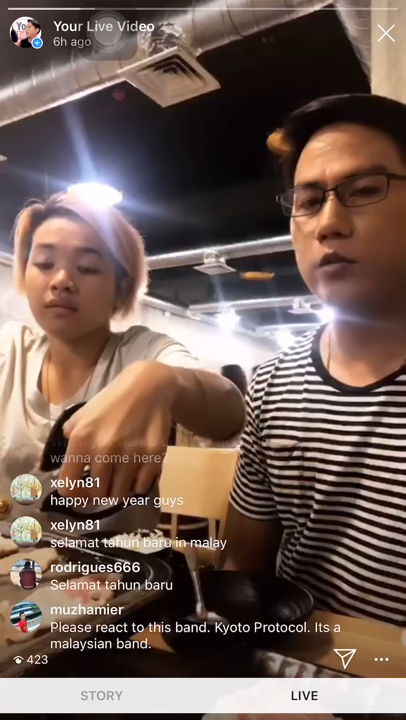 Your Live Video
6h ago
wanna come here?
xelyn81
happy new year guys
xelyn81
selamat tahun baru in malay
rodrigues666
Selamat tahun baru
muzhamier
Please react to this band. Kyoto Protocol. Its a
malaysian band.
423
STORY
LIVE